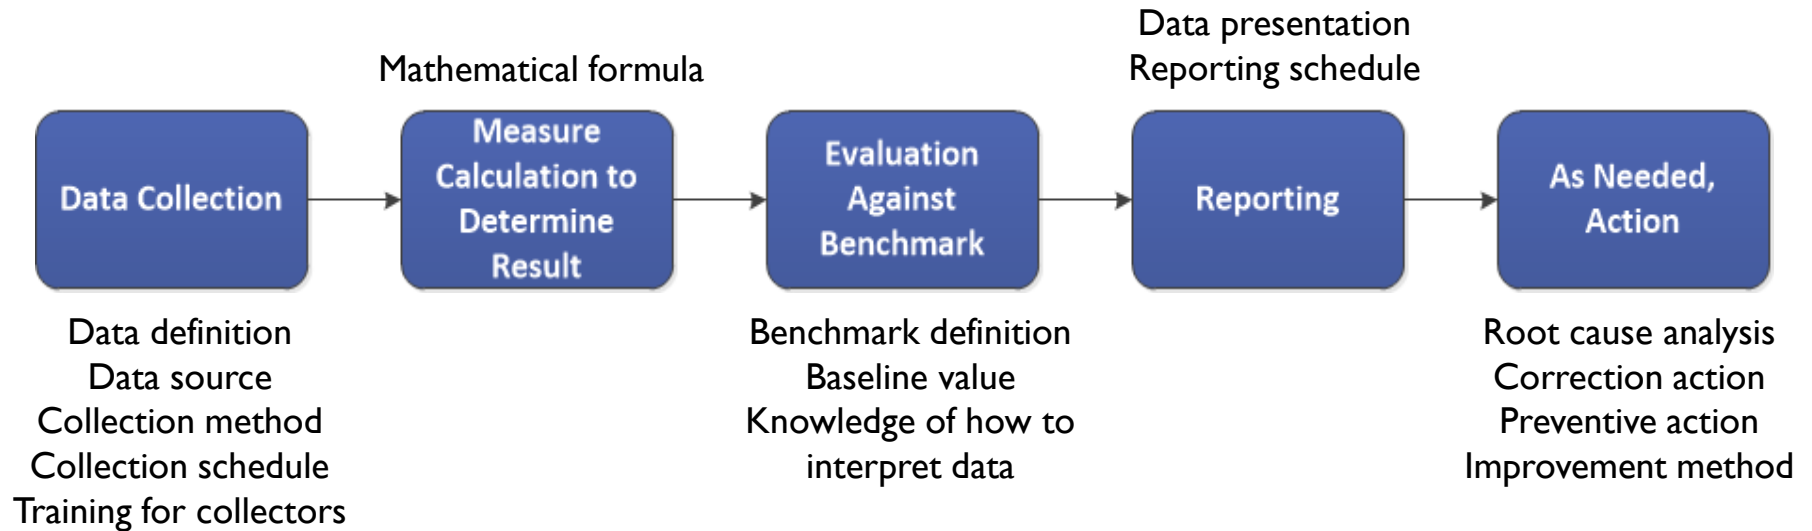 Data presentation
Reporting schedule
Mathematical formula
Data Collection
Measure
Calculation to
Determine
Result
Evaluation
Against
Benchmark
Reporting
As Needed,
Action
Data definition
Data source
Collection method
Collection schedule
Training for collectors
Benchmark definition
Baseline value
Knowledge of how to
interpret data
Root cause analysis
Correction action
Preventive action
Improvement method